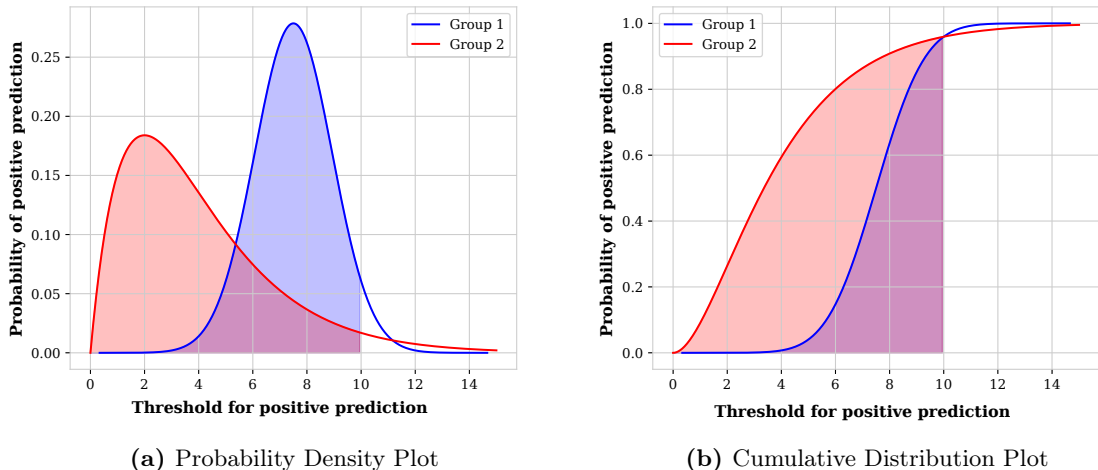 Group 1
Group 2
0.25
0.20
0.15
0.10
0.05
0.00
0 2 4 6 8 10 12 14
Probability of positive prediction
Threshold for positive prediction
(a) Probability Density Plot
Group 1
Group 2
1.0
0.8
0.6
0.4
0.2
0.0
0 2 4 6 8 10 12 14
Probability of positive prediction
Threshold for positive prediction
(b) Cumulative Distribution Plot